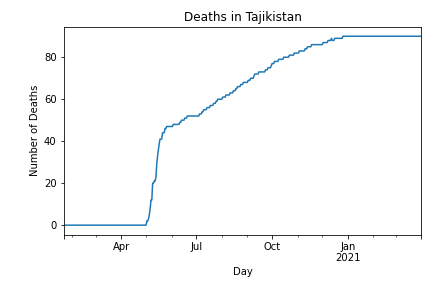 Deaths in Tajikistan
Number of Deaths
80
60
40
20
0
Apr
Jul
Oct
Jan
2021
Day